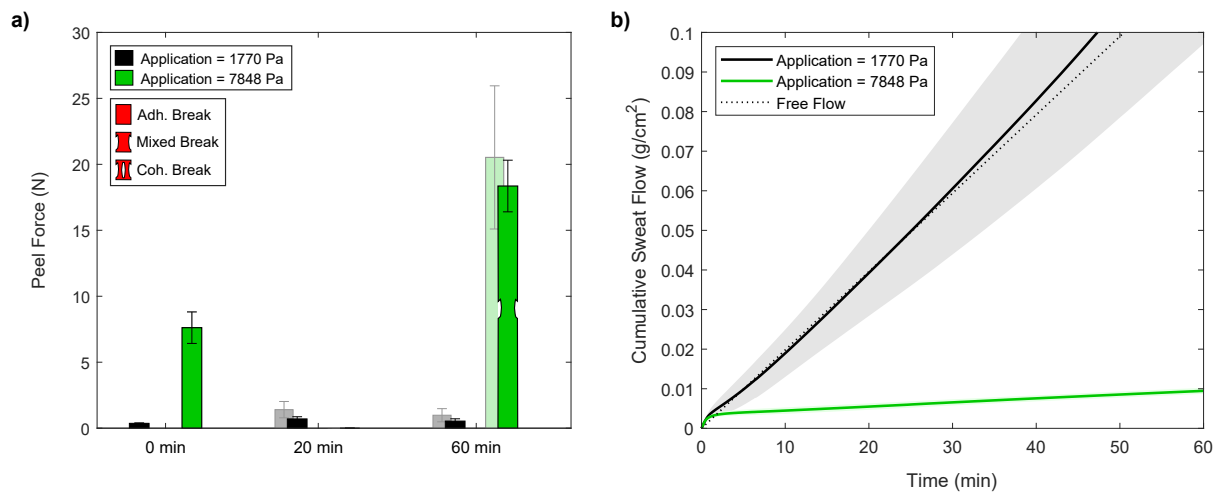 a)
Peel Force (N)
30
25
20
15
10
5
0
Application = 1770 Pa
Application = 7848 Pa
Adh. Break
Mixed Break
Coh. Break
0 min
20 min
60 min
b)
Cumulative Sweat Flow (g/cm²)
0.1
0.09
0.08
0.07
0.06
0.05
0.04
0.03
0.02
0.01
0
Application = 1770 Pa
Application = 7848 Pa
Free Flow
0
10
20
30
40
50
60
Time (min)